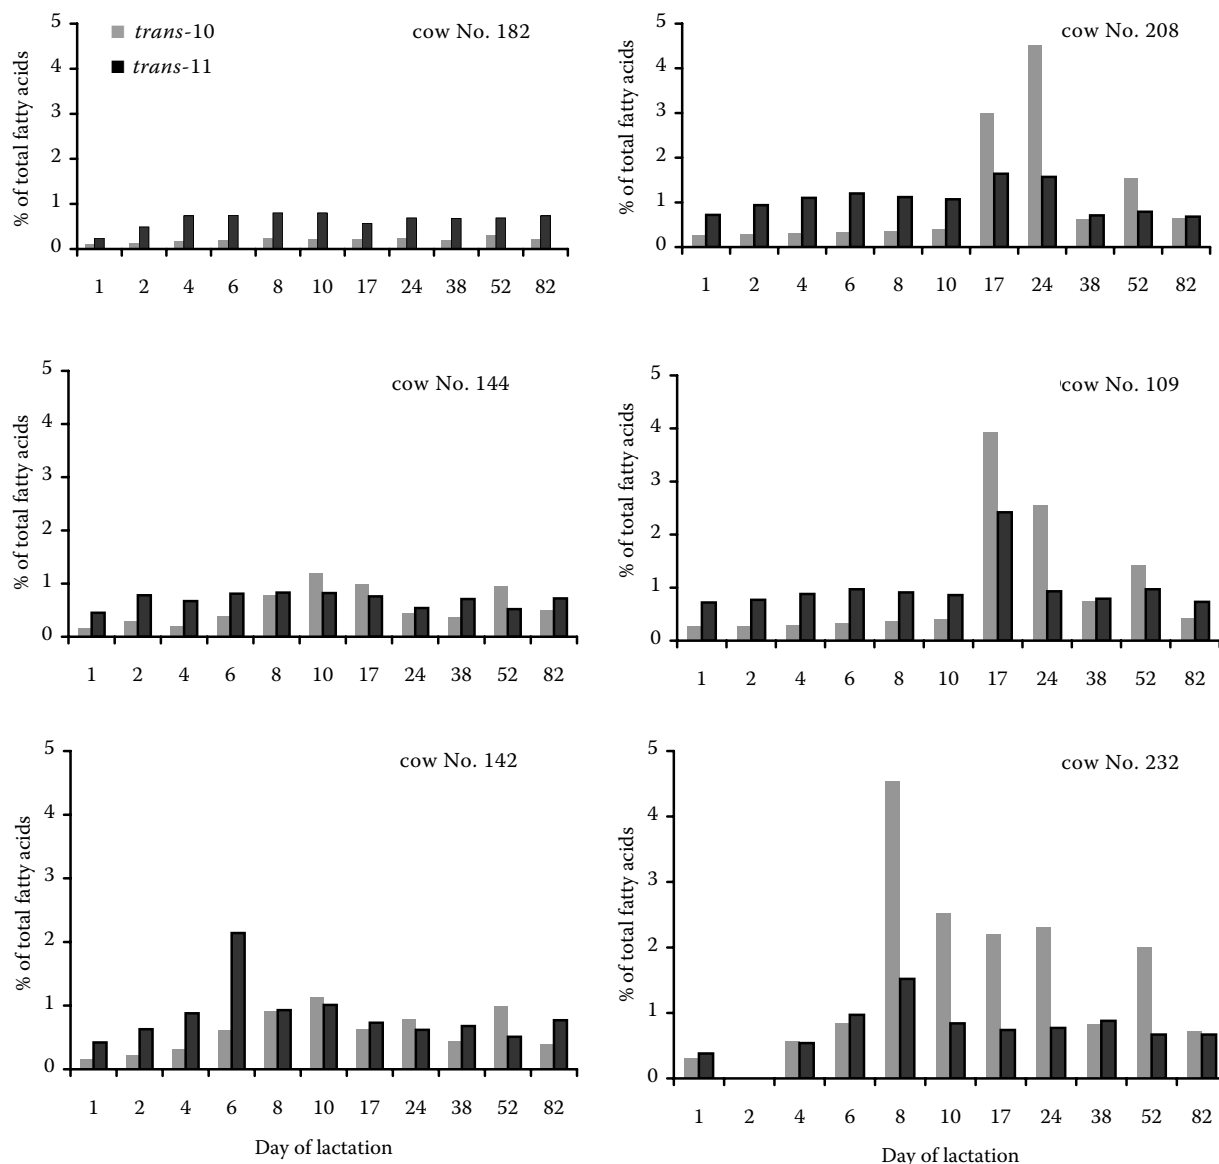 trans-10
trans-11
cow No. 182
% of total fatty acids
5
4
3
2
1
0
1 2 4 6 8 10 17 24 38 52 82
cow No. 208
% of total fatty acids
5
4
3
2
1
0
1 2 4 6 8 10 17 24 38 52 82
cow No. 144
% of total fatty acids
5
4
3
2
1
0
1 2 4 6 8 10 17 24 38 52 82
cow No. 109
% of total fatty acids
5
4
3
2
1
0
1 2 4 6 8 10 17 24 38 52 82
cow No. 142
% of total fatty acids
5
4
3
2
1
0
1 2 4 6 8 10 17 24 38 52 82
Day of lactation
cow No. 232
% of total fatty acids
5
4
3
2
1
0
1 2 4 6 8 10 17 24 38 52 82
Day of lactation